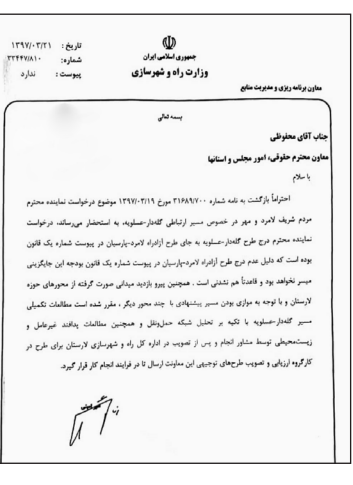 جمهوری اسلامی ایران
وزارت راه و شهرسازی
معاون برنامه ریزی و مدیریت منابع
تاریخ : ۱۳۹۷/۰۳/۲۱
شماره: ۳۳۴۴۷/۸۱۰
پیوست : ندارد
بسمه تعالی
جناب آقای محفوظی
معاون محترم حقوقی، امور مجلس و استانها
با سلام
احتراماً بازگشت به نامه شماره ۳۱۶۸۹/۷۰۰ مورخ ۱۳۹۷/۰۳/۱۹ موضوع درخواست نماینده محترم
مردم شریف لامرد و مهر در خصوص مسیر ارتباطی گله‌دار-عسلویه، به استحضار می‌رساند، درخواست
نماینده محترم درج طرح گله‌دار-عسلویه به جای طرح آزادراه لامرد-پارسیان در پیوست شماره یک قانون
بوده است که دلیل عدم درج طرح آزادراه لامرد-پارسیان در پیوست شماره یک قانون بودجه این جایگزینی
میسر نخواهد بود و قاعدتاً هم نشدنی است . همچنین پیرو بازدید میدانی صورت گرفته از محورهای حوزه
لارستان و با توجه به موازی بودن مسیر پیشنهادی با چند محور دیگر ، مقرر شده است مطالعات تکمیلی
مسیر گله‌دار-عسلویه با تکیه بر تحلیل شبکه حمل‌ونقل و همچنین مطالعات پدافند غیرعامل و
زیست‌محیطی توسط مشاور انجام و پس از تصویب در اداره کل راه و شهرسازی لارستان برای طرح در
کارگروه ارزیابی و تصویب طرح‌های توجیهی این معاونت ارسال تا در فرایند انجام کار قرار گیرد.